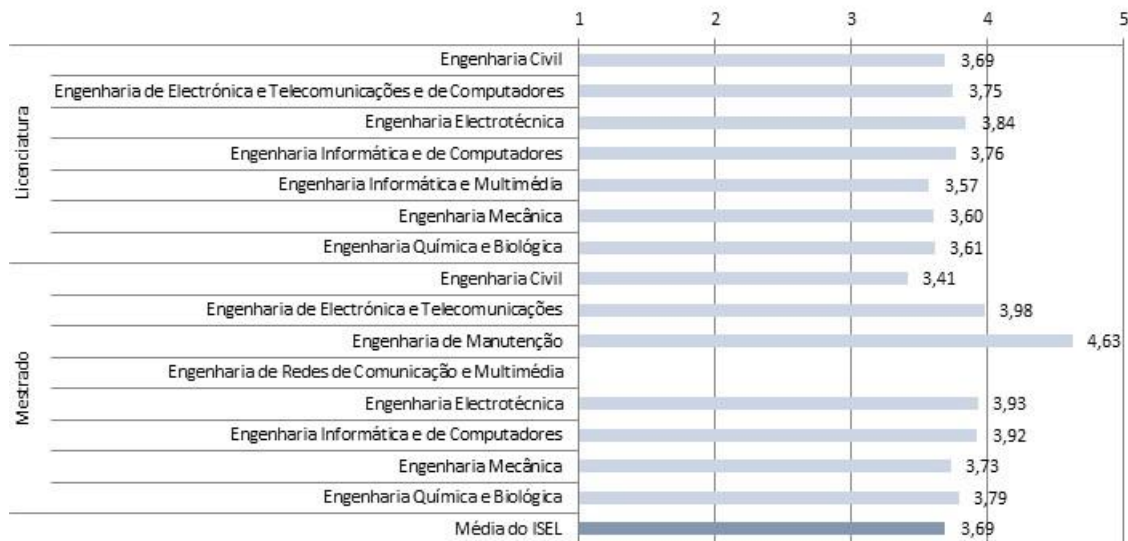 1 2 3 4 5
Licenciatura
Engenharia Civil 3,69
Engenharia de Electrónica e Telecomunicações e de Computadores 3,75
Engenharia Electrotécnica 3,84
Engenharia Informática e de Computadores 3,76
Engenharia Informática e Multimédia 3,57
Engenharia Mecânica 3,60
Engenharia Química e Biológica 3,61
Mestrado
Engenharia Civil 3,41
Engenharia de Electrónica e Telecomunicações 3,98
Engenharia de Manutenção 4,63
Engenharia de Redes de Comunicação e Multimédia
Engenharia Electrotécnica 3,93
Engenharia Informática e de Computadores 3,92
Engenharia Mecânica 3,73
Engenharia Química e Biológica 3,79
Média do ISEL 3,69